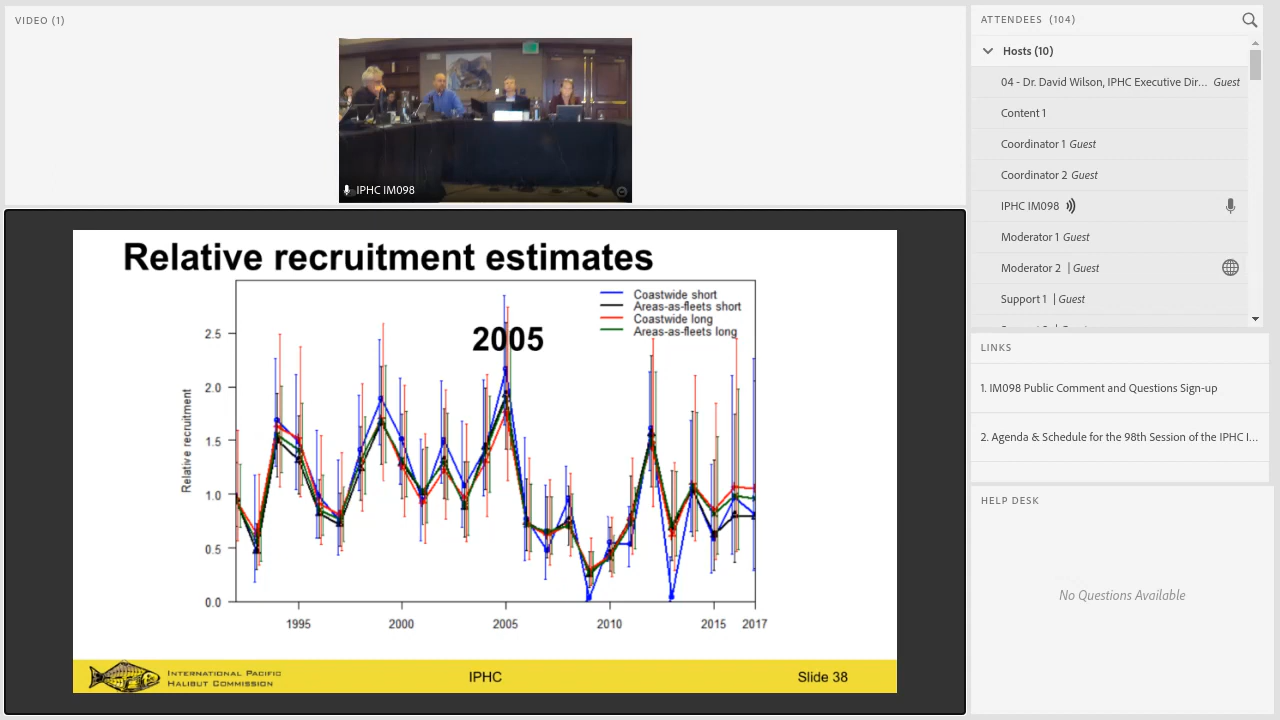 VIDEO (1)
IPHC IM098
Relative recruitment estimates
2005
Coastwide short
Areas-as-fleets short
Coastwide long
Areas-as-fleets long
Relative recruitment
2.5
2.0
1.5
1.0
0.5
0.0
1995
2000
2005
2010
2015
2017
INTERNATIONAL PACIFIC
HALIBUT COMMISSION
IPHC
Slide 38
ATTENDEES (104)
Hosts (10)
04 - Dr. David Wilson, IPHC Executive Dir... Guest
Content 1
Coordinator 1 Guest
Coordinator 2 Guest
IPHC IM098
Moderator 1 Guest
Moderator 2 | Guest
Support 1 | Guest
LINKS
1. IM098 Public Comment and Questions Sign-up
2. Agenda & Schedule for the 98th Session of the IPHC I...
HELP DESK
No Questions Available